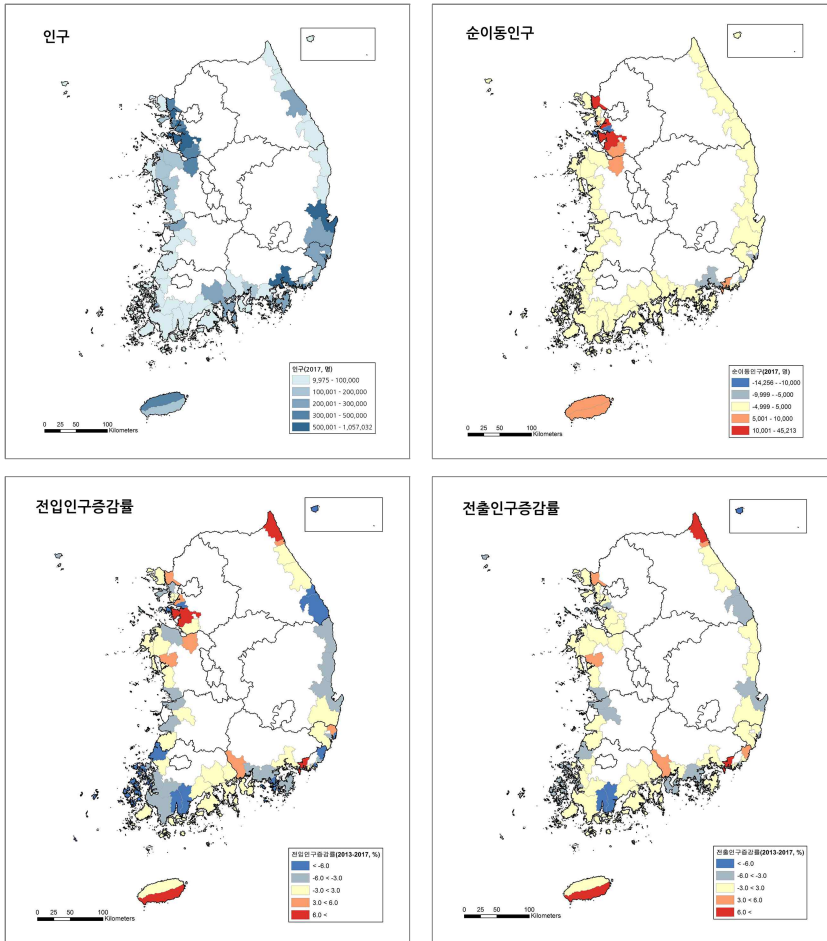 인구
인구(2017, 명)
9,975 - 100,000
100,001 - 200,000
200,001 - 300,000
300,001 - 500,000
500,001 - 1,057,032
0 25 50 100
Kilometers
순이동인구
순이동인구(2017, 명)
-14,256 - -10,000
-9,999 - -5,000
-4,999 - 5,000
5,001 - 10,000
10,001 - 45,213
0 25 50 100
Kilometers
전입인구증감률
전입인구증감률(2013-2017, %)
< -6.0
-6.0 < -3.0
-3.0 < 3.0
3.0 < 6.0
6.0 <
0 25 50 100
Kilometers
전출인구증감률
전출인구증감률(2013-2017, %)
< -6.0
-6.0 < -3.0
-3.0 < 3.0
3.0 < 6.0
6.0 <
0 25 50 100
Kilometers